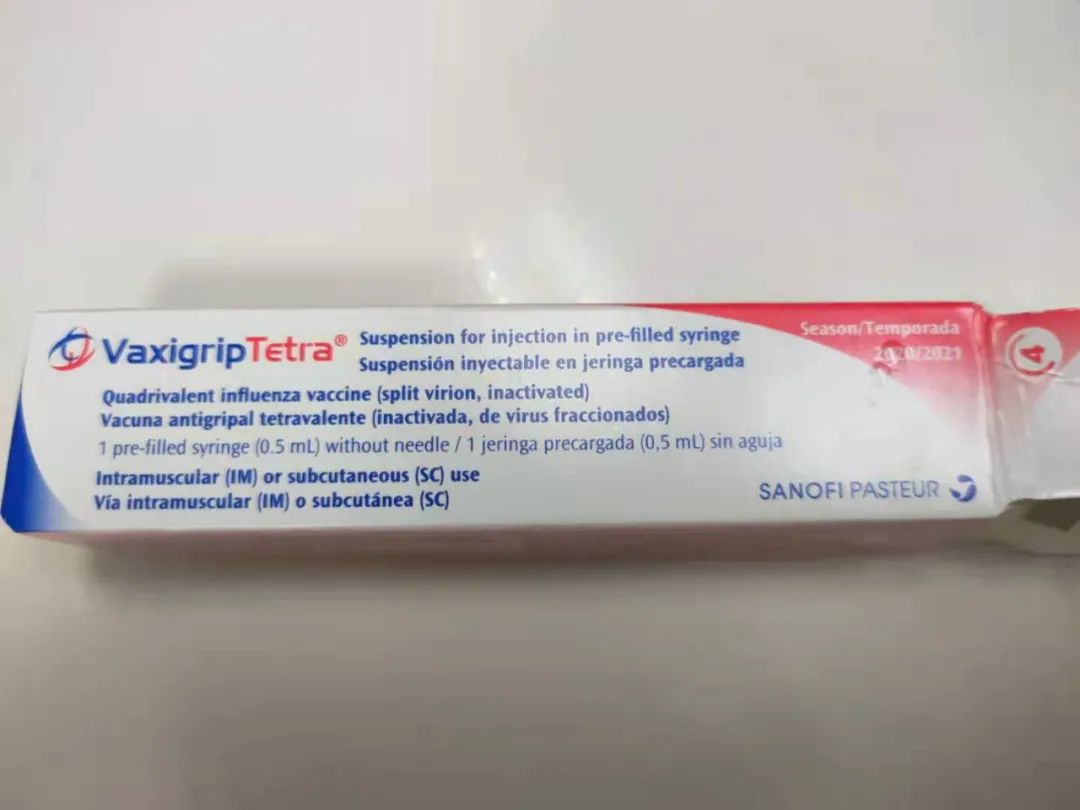 VaxigripTetra®
Suspension for injection in pre-filled syringe
Suspensión inyectable en jeringa precargada
Season/Temporada
2020/2021
4
Quadrivalent influenza vaccine (split virion, inactivated)
Vacuna antigripal tetravalente (inactivada, de virus fraccionados)
1 pre-filled syringe (0.5 mL) without needle / 1 jeringa precargada (0,5 mL) sin aguja
Intramuscular (IM) or subcutaneous (SC) use
Vía intramuscular (IM) o subcutánea (SC)
SANOFI PASTEUR